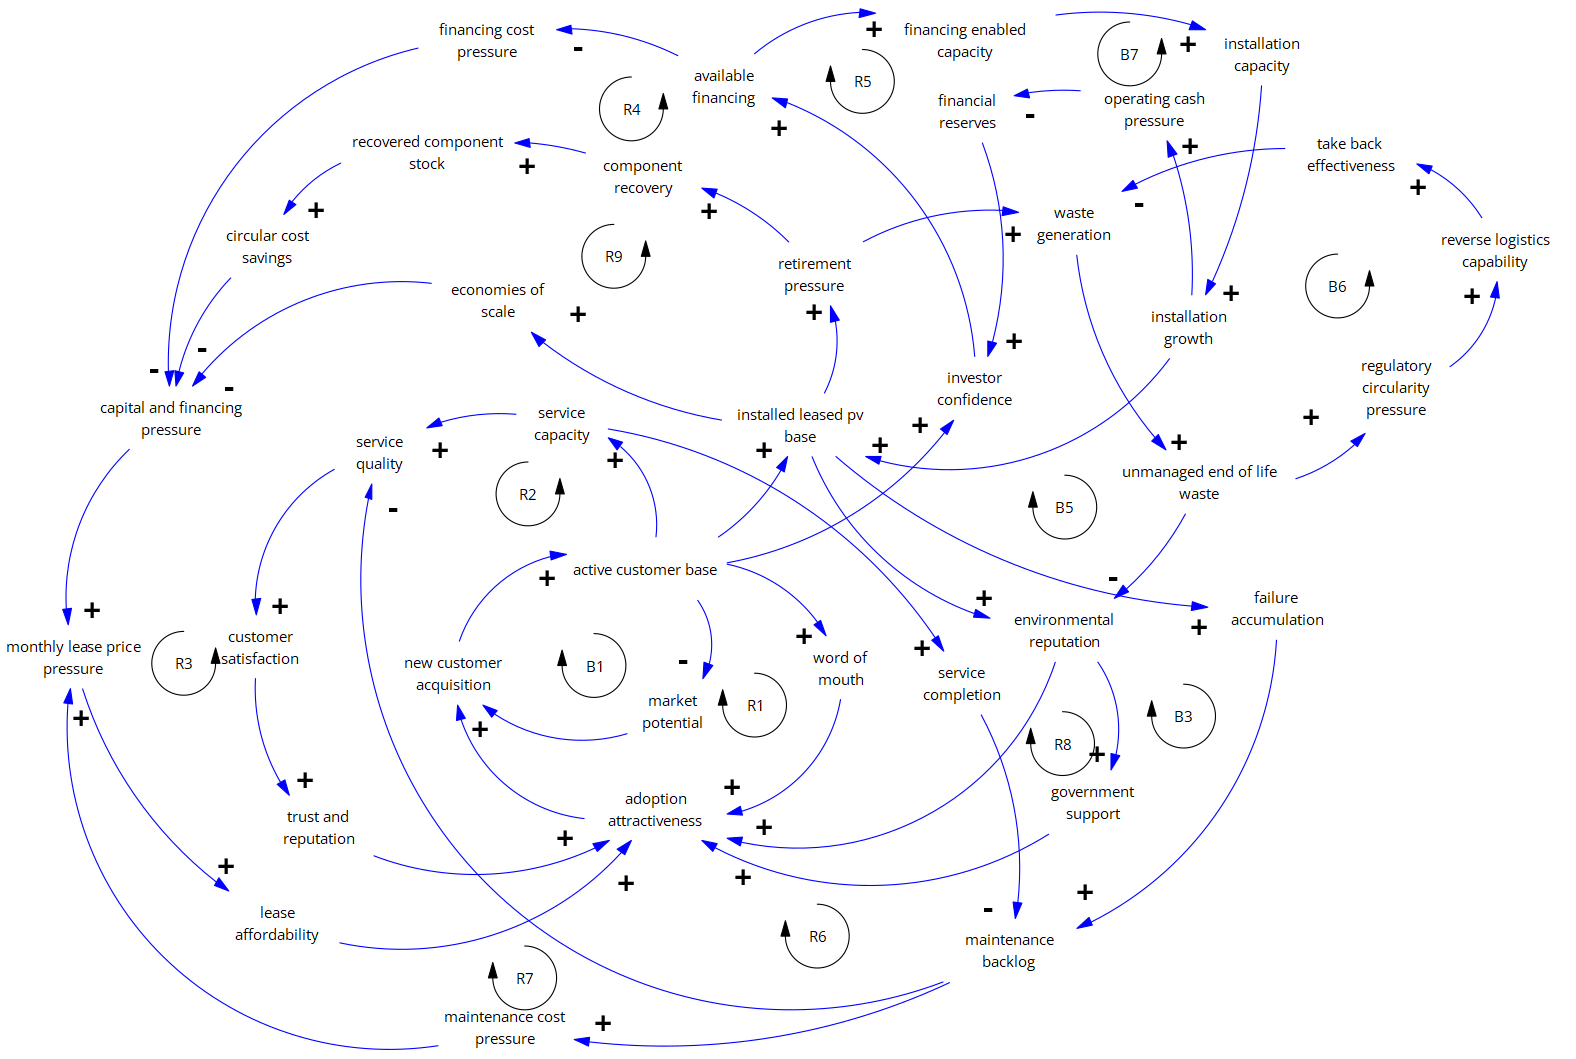 financing cost
pressure
-
available
financing
+
financing enabled
capacity
+
installation
capacity
B7
R5
R4
financial
reserves
-
operating cash
pressure
+
+
recovered component
stock
+
component
recovery
+
take back
effectiveness
+
-
waste
generation
+
+
circular cost
savings
R9
retirement
pressure
+
reverse logistics
capability
+
B6
economies of
scale
+
installation
growth
+
-
-
-
capital and financing
pressure
investor
confidence
+
+
regulatory
circularity
pressure
+
service
capacity
+
service
quality
+
-
installed leased pv
base
+
+
unmanaged end of life
waste
+
R2
B5
active customer base
+
-
failure
accumulation
+
environmental
reputation
+
monthly lease price
pressure
+
+
R3
customer
satisfaction
+
new customer
acquisition
+
B1
-
market
potential
R1
word of
mouth
+
service
completion
+
B3
R8
+
government
support
trust and
reputation
+
adoption
attractiveness
+
+
+
+
+
lease
affordability
+
R6
maintenance
backlog
-
+
R7
maintenance cost
pressure
+